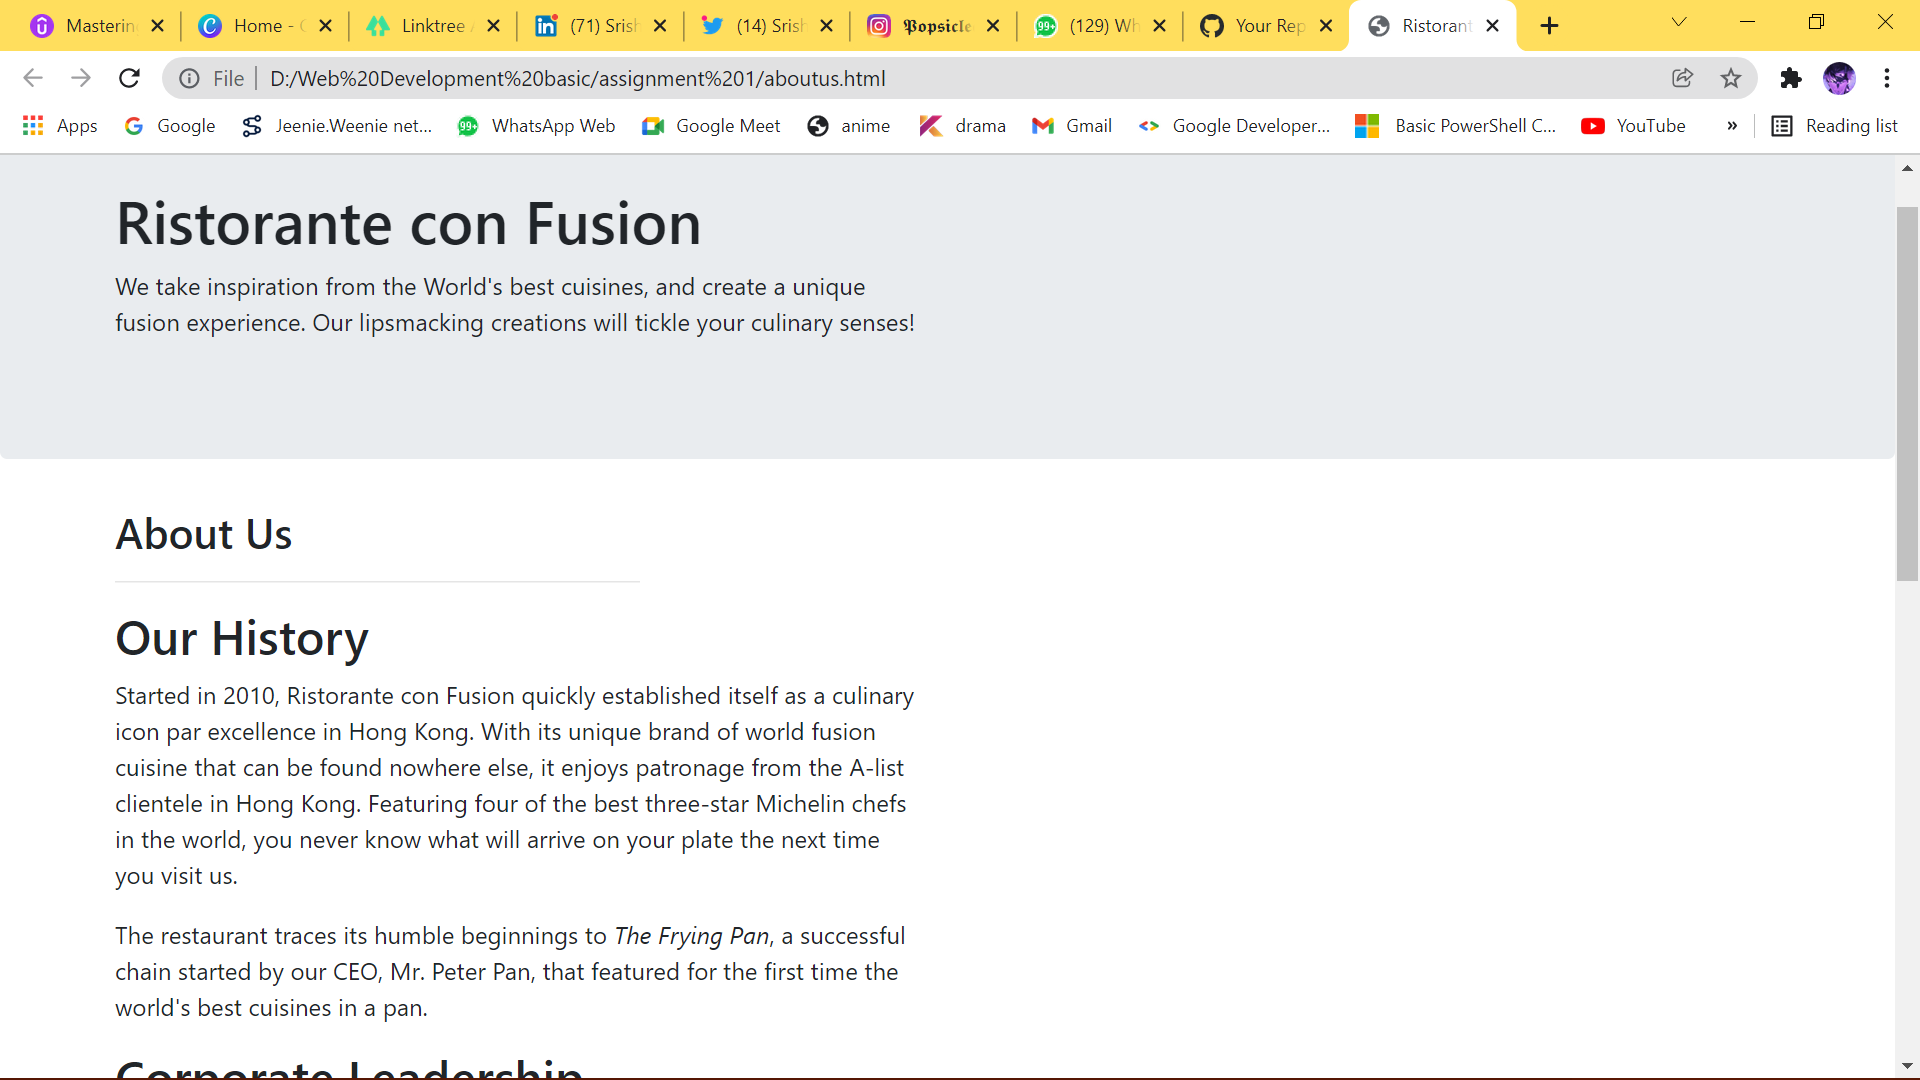 Masterin Home - C Linktree / (71) Srish (14) Srish 𝕻𝖔𝖕𝖘𝖎𝖈𝖑𝖊 (129) Wh Your Rep Ristorant
File D:/Web%20Development%20basic/assignment%201/aboutus.html
Apps Google Jeenie.Weenie net... 99+ WhatsApp Web Google Meet anime drama Gmail Google Developer... Basic PowerShell C... YouTube » Reading list
Ristorante con Fusion
We take inspiration from the World's best cuisines, and create a unique
fusion experience. Our lipsmacking creations will tickle your culinary senses!
About Us
Our History
Started in 2010, Ristorante con Fusion quickly established itself as a culinary
icon par excellence in Hong Kong. With its unique brand of world fusion
cuisine that can be found nowhere else, it enjoys patronage from the A-list
clientele in Hong Kong. Featuring four of the best three-star Michelin chefs
in the world, you never know what will arrive on your plate the next time
you visit us.
The restaurant traces its humble beginnings to The Frying Pan, a successful
chain started by our CEO, Mr. Peter Pan, that featured for the first time the
world's best cuisines in a pan.
Corporate Leadership